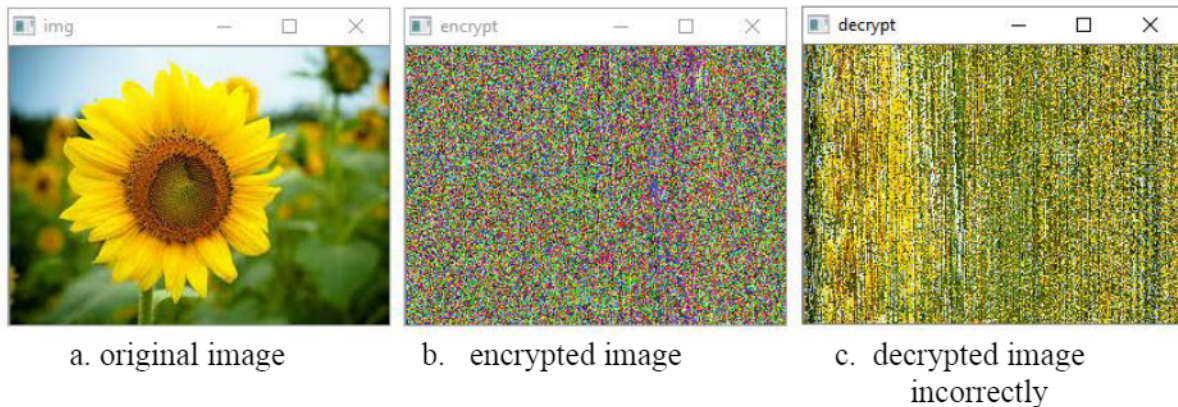 img
encrypt
decrypt
a. original image
b. encrypted image
c. decrypted image
incorrectly